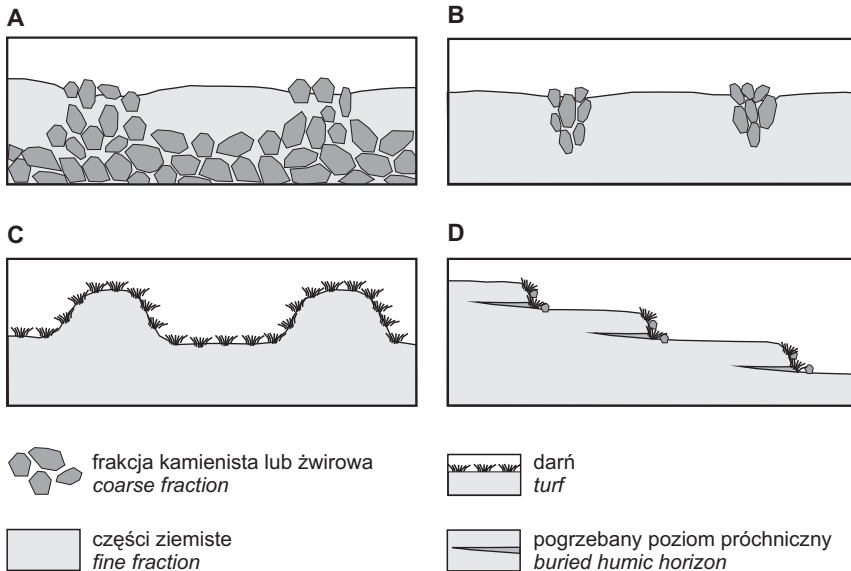 A
B
C
D
frakcja kamienista lub żwirowa
coarse fraction
darń
turf
części ziemiste
fine fraction
pogrzebany poziom próchniczny
buried humic horizon